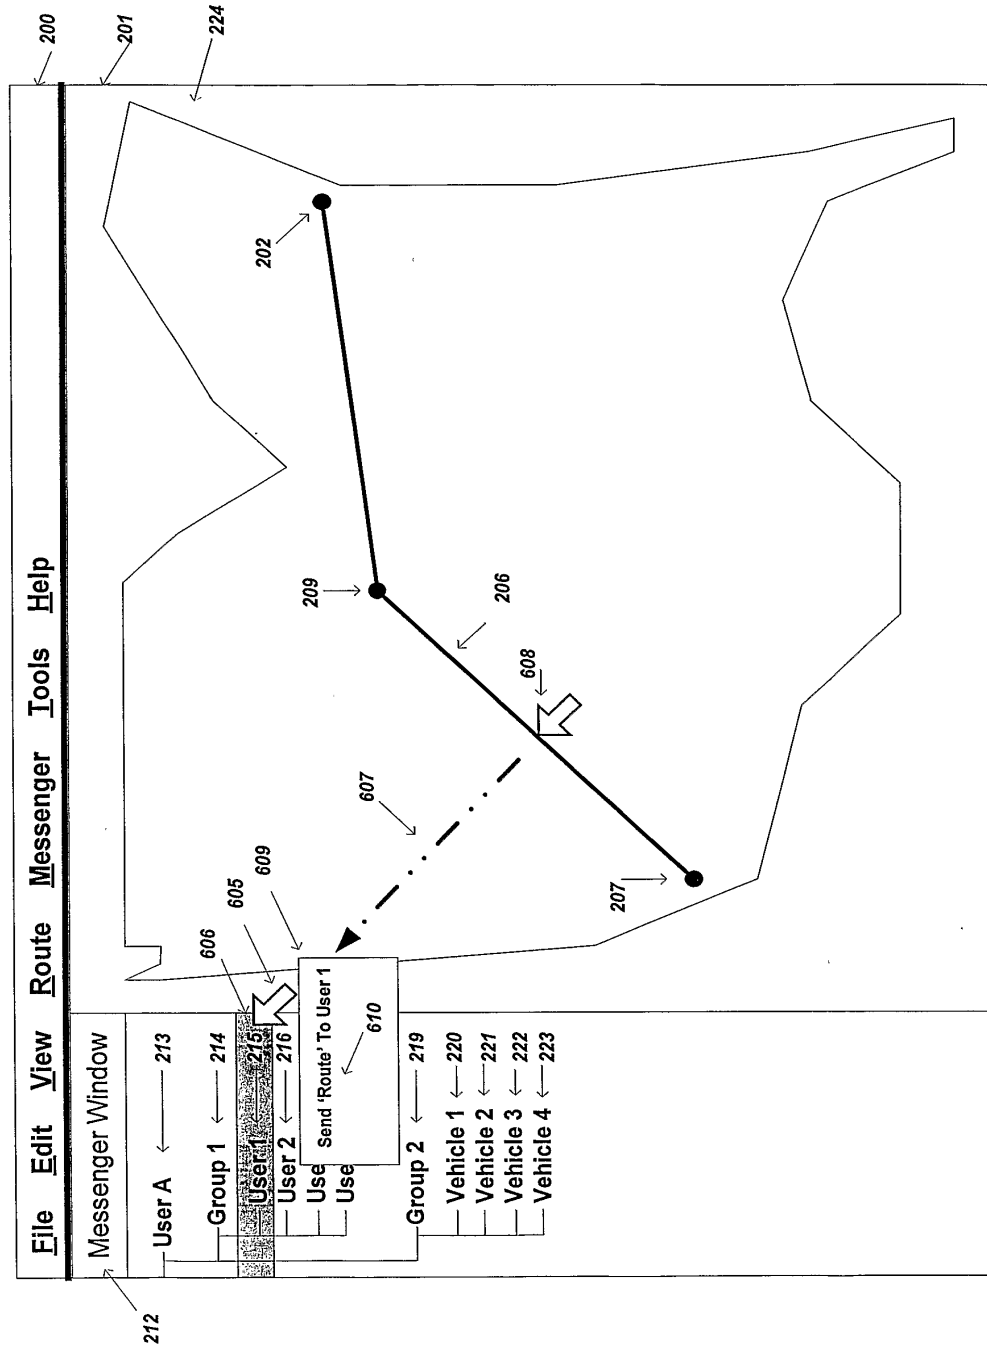 File Edit View Route Messenger Tools Help
200
201
224
Messenger Window
212
User A 213
Group 1 214
User 1 215
User 2 216
Use
Use
Group 2 219
Vehicle 1 220
Vehicle 2 221
Vehicle 3 222
Vehicle 4 223
606
605
609
Send 'Route' To User 1
610
607
608
206
207
209
202